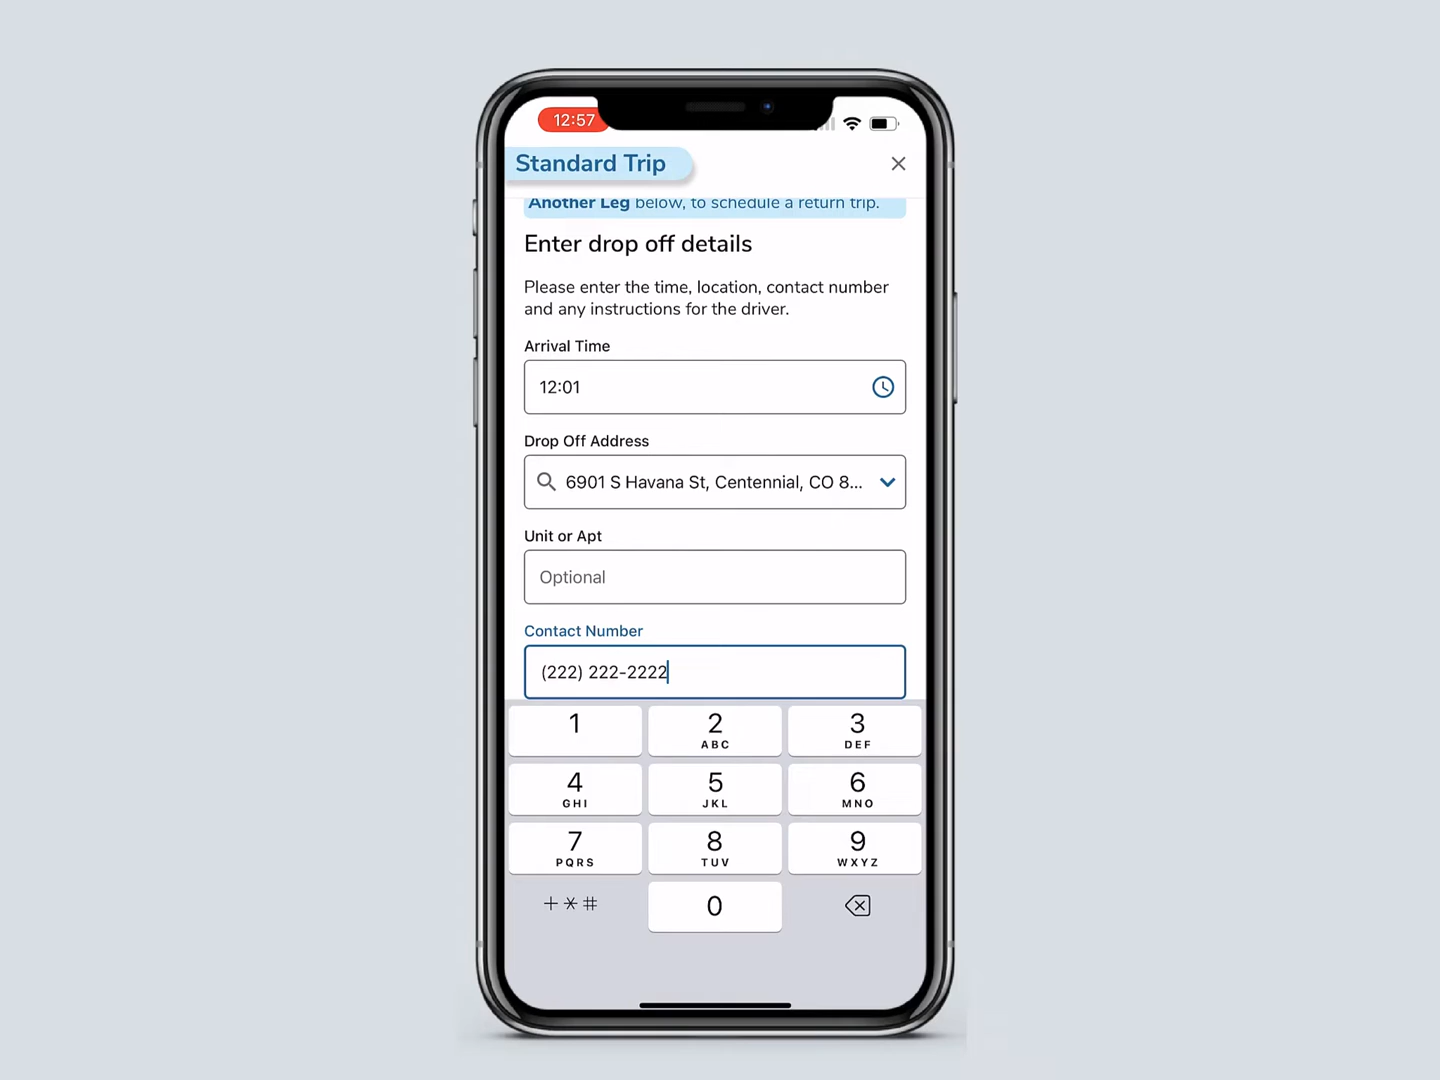 12:57
Standard Trip
Another Leg below, to schedule a return trip.
Enter drop off details
Please enter the time, location, contact number
and any instructions for the driver.
Arrival Time
12:01
Drop Off Address
6901 S Havana St, Centennial, CO 8...
Unit or Apt
Optional
Contact Number
(222) 222-2222
1 2 3
ABC DEF
4 5 6
GHI JKL MNO
7 8 9
PQRS TUV WXYZ
+*# 0